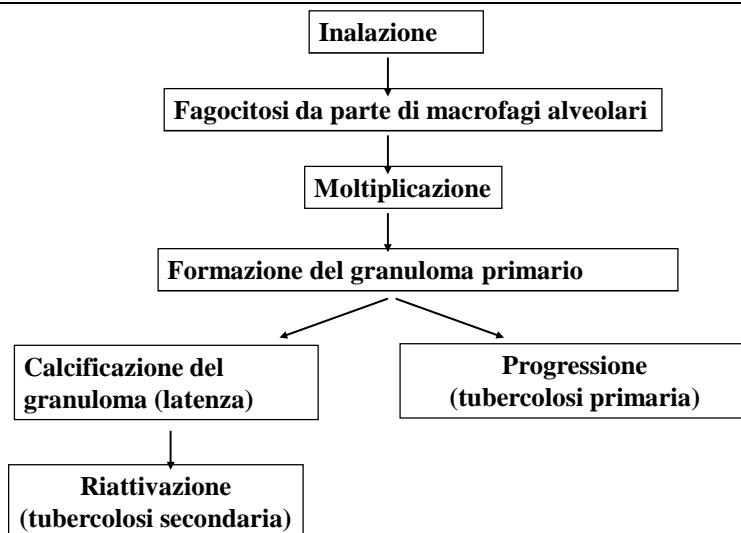 Inalazione
Fagocitosi da parte di macrofagi alveolari
Moltiplicazione
Formazione del granuloma primario
Calcificazione del
granuloma (latenza)
Progressione
(tubercolosi primaria)
Riattivazione
(tubercolosi secondaria)